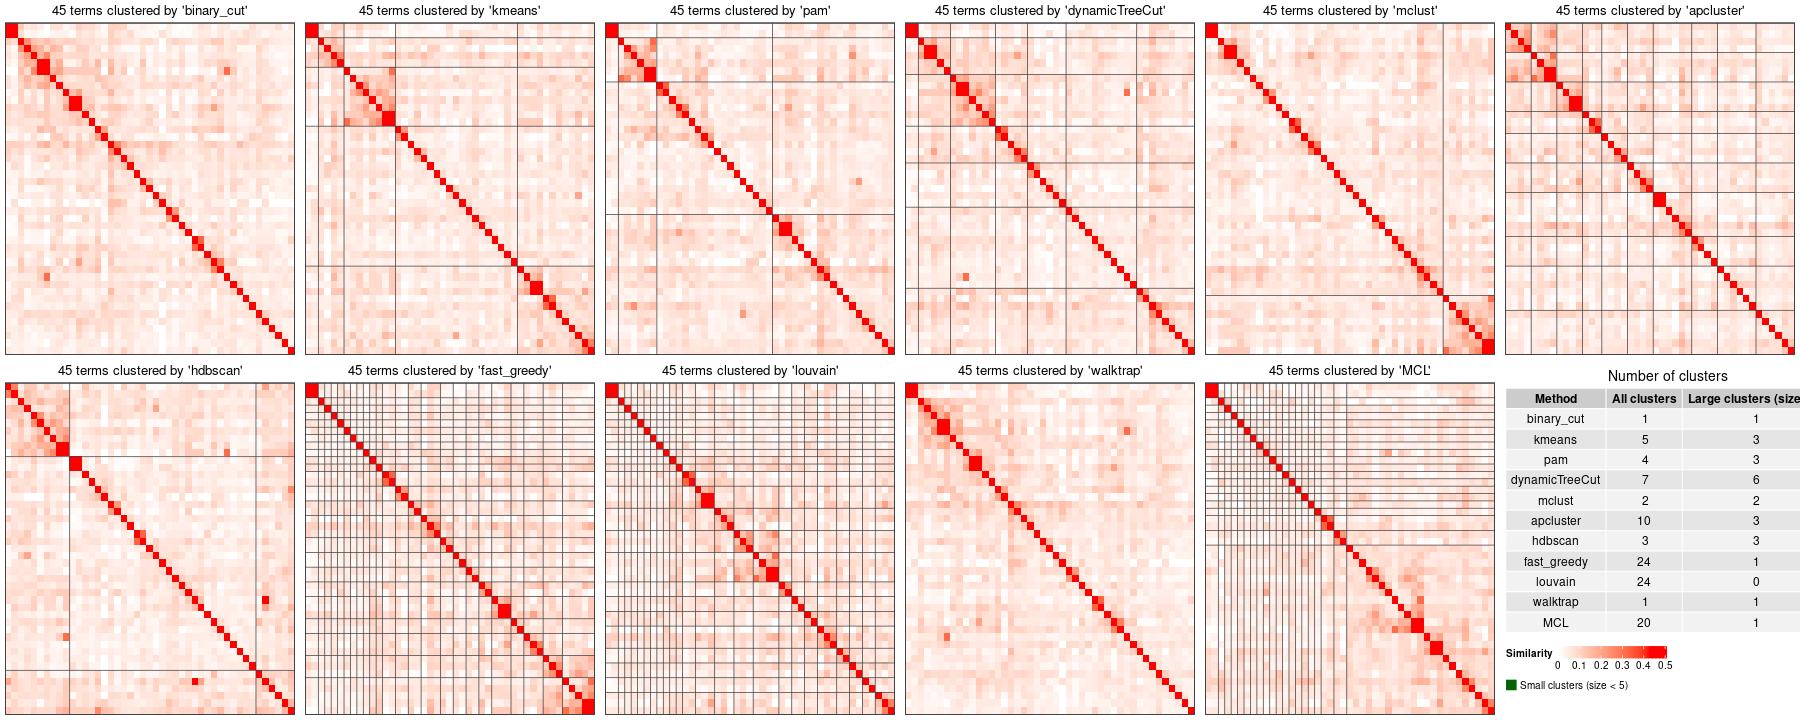 45 terms clustered by 'binary_cut'
45 terms clustered by 'kmeans'
45 terms clustered by 'pam'
45 terms clustered by 'dynamicTreeCut'
45 terms clustered by 'mclust'
45 terms clustered by 'apcluster'
45 terms clustered by 'hdbscan'
45 terms clustered by 'fast_greedy'
45 terms clustered by 'louvain'
45 terms clustered by 'walktrap'
45 terms clustered by 'MCL'
Number of clusters
Method All clusters Large clusters (size
binary_cut 1 1
kmeans 5 3
pam 4 3
dynamicTreeCut 7 6
mclust 2 2
apcluster 10 3
hdbscan 3 3
fast_greedy 24 1
louvain 24 0
walktrap 1 1
MCL 20 1
Similarity
0 0.1 0.2 0.3 0.4 0.5
Small clusters (size < 5)